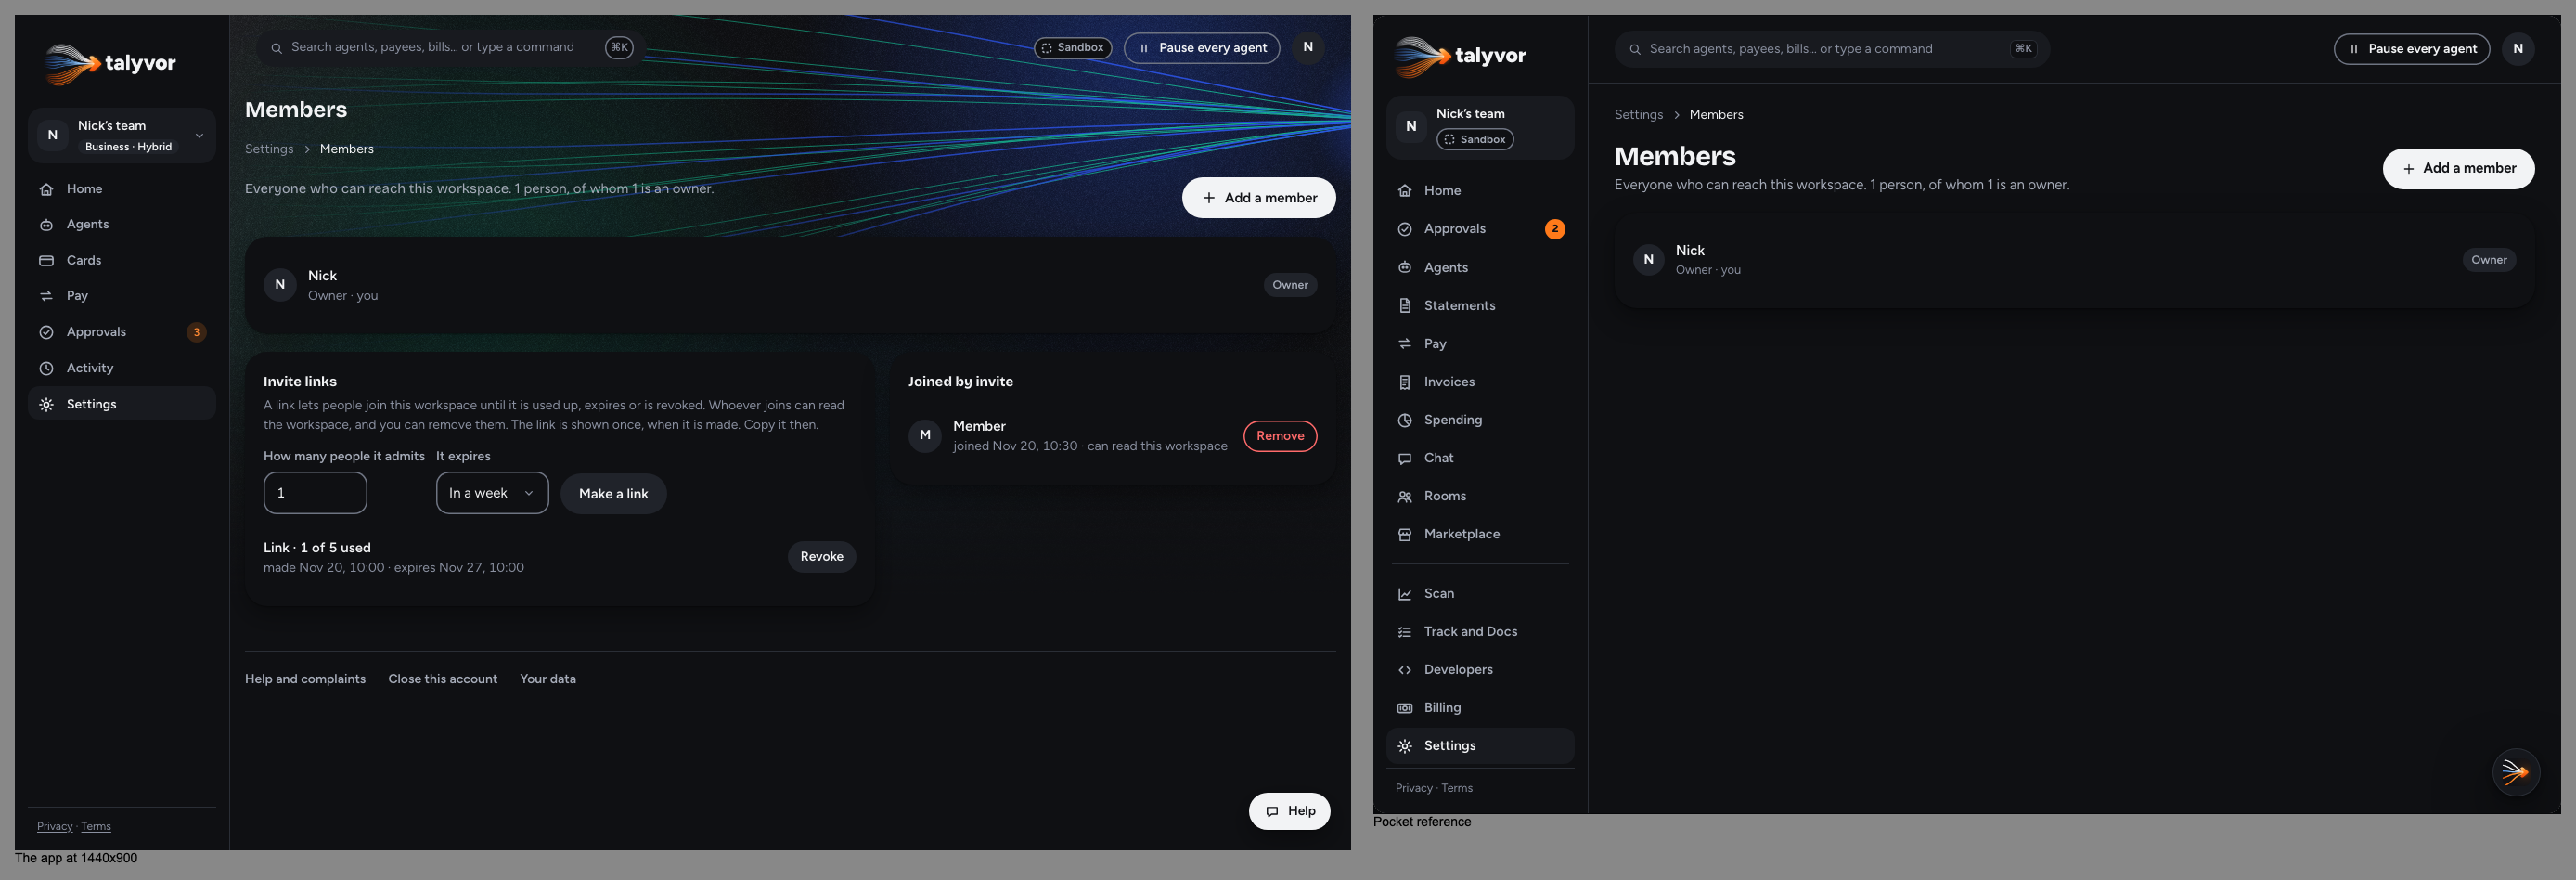 talyvor
Search agents, payees, bills... or type a command
⌘K
Sandbox
Pause every agent
N
N
Nick's team
Business · Hybrid
Home
Agents
Cards
Pay
Approvals
3
Activity
Settings
Privacy · Terms
Members
Settings > Members
Everyone who can reach this workspace. 1 person, of whom 1 is an owner.
+ Add a member
N
Nick
Owner · you
Owner
Invite links
A link lets people join this workspace until it is used up, expires or is revoked. Whoever joins can read
the workspace, and you can remove them. The link is shown once, when it is made. Copy it then.
How many people it admits
It expires
1
In a week
Make a link
Link · 1 of 5 used
made Nov 20, 10:00 · expires Nov 27, 10:00
Revoke
Joined by invite
M
Member
joined Nov 20, 10:30 · can read this workspace
Remove
Help and complaints
Close this account
Your data
Help
The app at 1440x900
talyvor
Search agents, payees, bills... or type a command
⌘K
Pause every agent
N
N
Nick's team
Sandbox
Home
Approvals
2
Agents
Statements
Pay
Invoices
Spending
Chat
Rooms
Marketplace
Scan
Track and Docs
Developers
Billing
Settings
Privacy · Terms
Settings > Members
Members
Everyone who can reach this workspace. 1 person, of whom 1 is an owner.
+ Add a member
N
Nick
Owner · you
Owner
Pocket reference